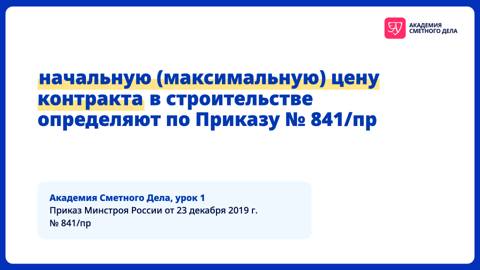 АКАДЕМИЯ
СМЕТНОГО ДЕЛА
начальную (максимальную) цену
контракта в строительстве
определяют по Приказу № 841/пр
Академия Сметного Дела, урок 1
Приказ Минстроя России от 23 декабря 2019 г.
№ 841/пр